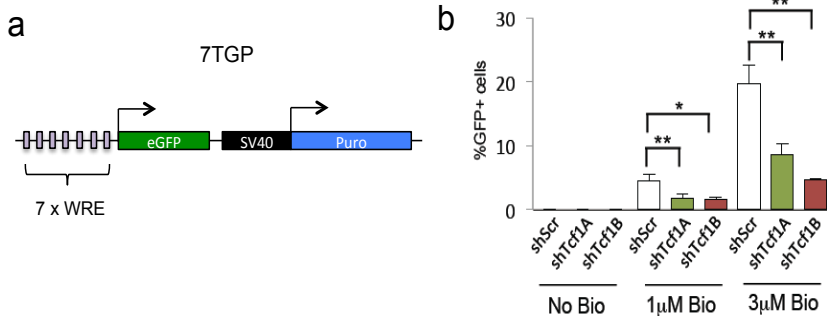 a
7TGP
eGFP
SV40
Puro
7 x WRE
b
%GFP+ cells
30
20
10
0
**
*
**
**
**
shScr
shTcf1A
shTcf1B
shScr
shTcf1A
shTcf1B
shScr
shTcf1A
shTcf1B
No Bio
1μM Bio
3μM Bio